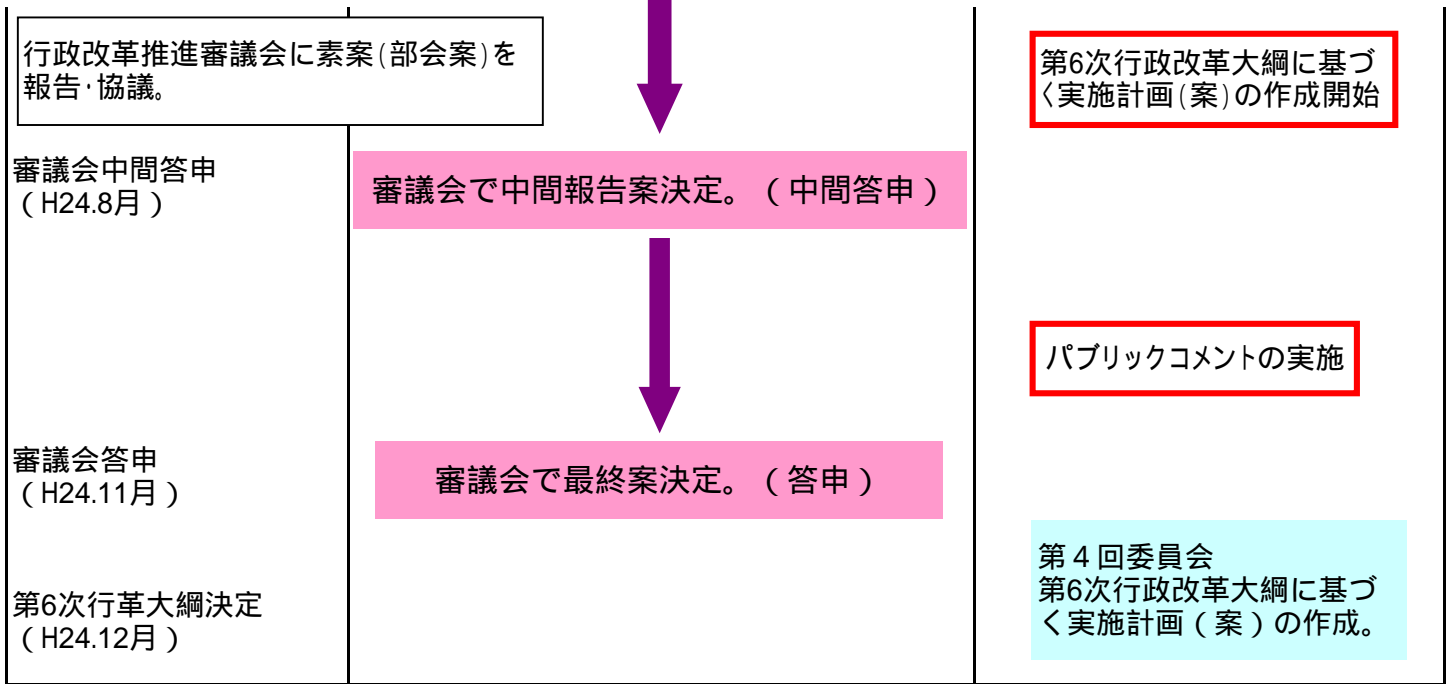 行政改革推進審議会に素案(部会案)を
報告･協議。
第6次行政改革大綱に基づ
く実施計画(案)の作成開始
審議会中間答申
（H24.8月）
審議会で中間報告案決定。（中間答申）
パブリックコメントの実施
審議会答申
（H24.11月）
審議会で最終案決定。（答申）
第４回委員会
第6次行政改革大綱に基づ
く実施計画（案）の作成。
第6次行革大綱決定
（H24.12月）